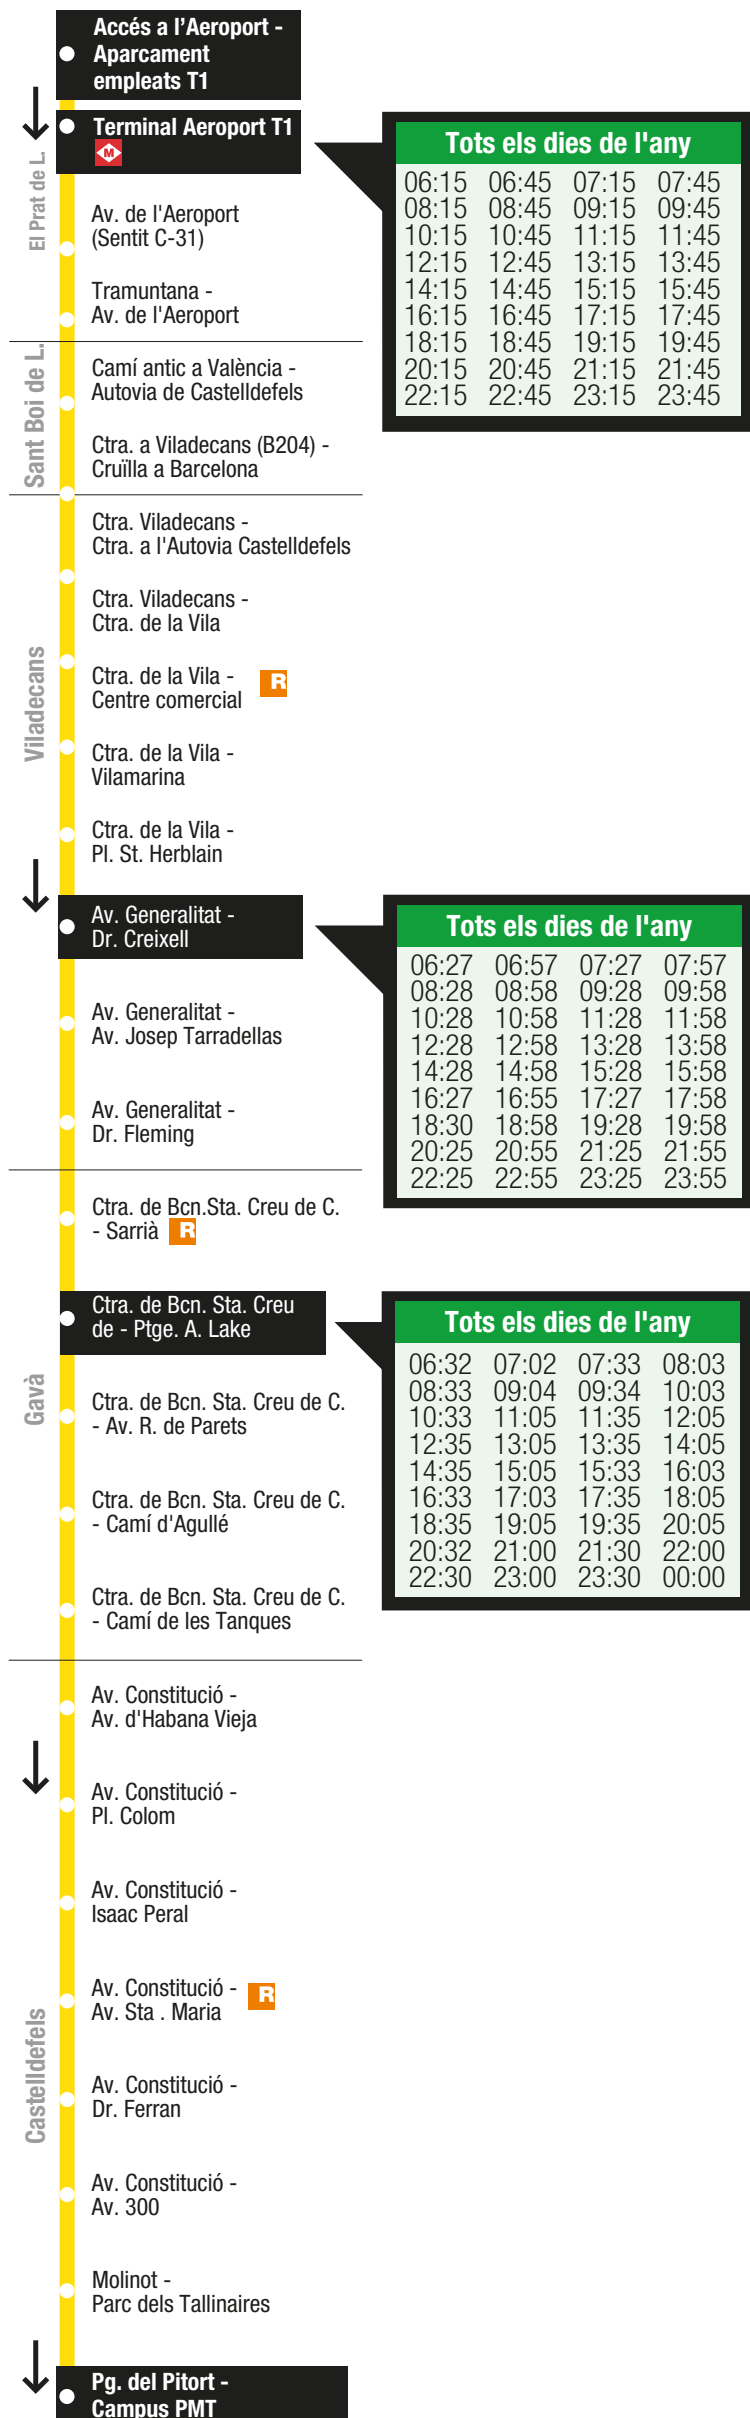 Accés a l'Aeroport -
Aparcament
empleats T1
Terminal Aeroport T1
M
El Prat de L.
Tots els dies de l'any
06:15 06:45 07:15 07:45
08:15 08:45 09:15 09:45
10:15 10:45 11:15 11:45
12:15 12:45 13:15 13:45
14:15 14:45 15:15 15:45
16:15 16:45 17:15 17:45
18:15 18:45 19:15 19:45
20:15 20:45 21:15 21:45
22:15 22:45 23:15 23:45
Av. de l'Aeroport
(Sentit C-31)
Tramuntana -
Av. de l'Aeroport
Sant Boi de L.
Camí antic a València -
Autovia de Castelldefels
Ctra. a Viladecans (B204) -
Cruïlla a Barcelona
Viladecans
Ctra. Viladecans -
Ctra. a l'Autovia Castelldefels
Ctra. Viladecans -
Ctra. de la Vila
Ctra. de la Vila -
Centre comercial R
Ctra. de la Vila -
Vilamarina
Ctra. de la Vila -
Pl. St. Herblain
Av. Generalitat -
Dr. Creixell
Tots els dies de l'any
06:27 06:57 07:27 07:57
08:28 08:58 09:28 09:58
10:28 10:58 11:28 11:58
12:28 12:58 13:28 13:58
14:28 14:58 15:28 15:58
16:27 16:55 17:27 17:58
18:30 18:58 19:28 19:58
20:25 20:55 21:25 21:55
22:25 22:55 23:25 23:55
Av. Generalitat -
Av. Josep Tarradellas
Av. Generalitat -
Dr. Fleming
Gavà
Ctra. de Bcn.Sta. Creu de C.
- Sarrià R
Ctra. de Bcn. Sta. Creu
de - Ptge. A. Lake
Tots els dies de l'any
06:32 07:02 07:33 08:03
08:33 09:04 09:34 10:03
10:33 11:05 11:35 12:05
12:35 13:05 13:35 14:05
14:35 15:05 15:33 16:03
16:33 17:03 17:35 18:05
18:35 19:05 19:35 20:05
20:32 21:00 21:30 22:00
22:30 23:00 23:30 00:00
Ctra. de Bcn. Sta. Creu de C.
- Av. R. de Parets
Ctra. de Bcn. Sta. Creu de C.
- Camí d'Agullé
Ctra. de Bcn. Sta. Creu de C.
- Camí de les Tanques
Castelldefels
Av. Constitució -
Av. d'Habana Vieja
Av. Constitució -
Pl. Colom
Av. Constitució -
Isaac Peral
Av. Constitució -
Av. Sta . Maria R
Av. Constitució -
Dr. Ferran
Av. Constitució -
Av. 300
Molinot -
Parc dels Tallinaires
Pg. del Pitort -
Campus PMT